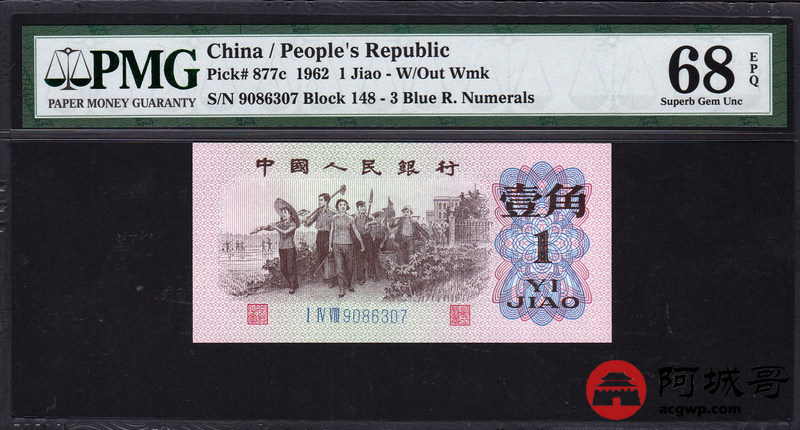 PMG
PAPER MONEY GUARANTY
China / People's Republic
Pick# 877c 1962 1 Jiao - W/Out Wmk
S/N 9086307 Block 148 - 3 Blue R. Numerals
68 EPQ
Superb Gem Unc
中國人民銀行
壹角
1
YI
JIAO
I IV VIII 9086307
阿城哥
acgwp.com